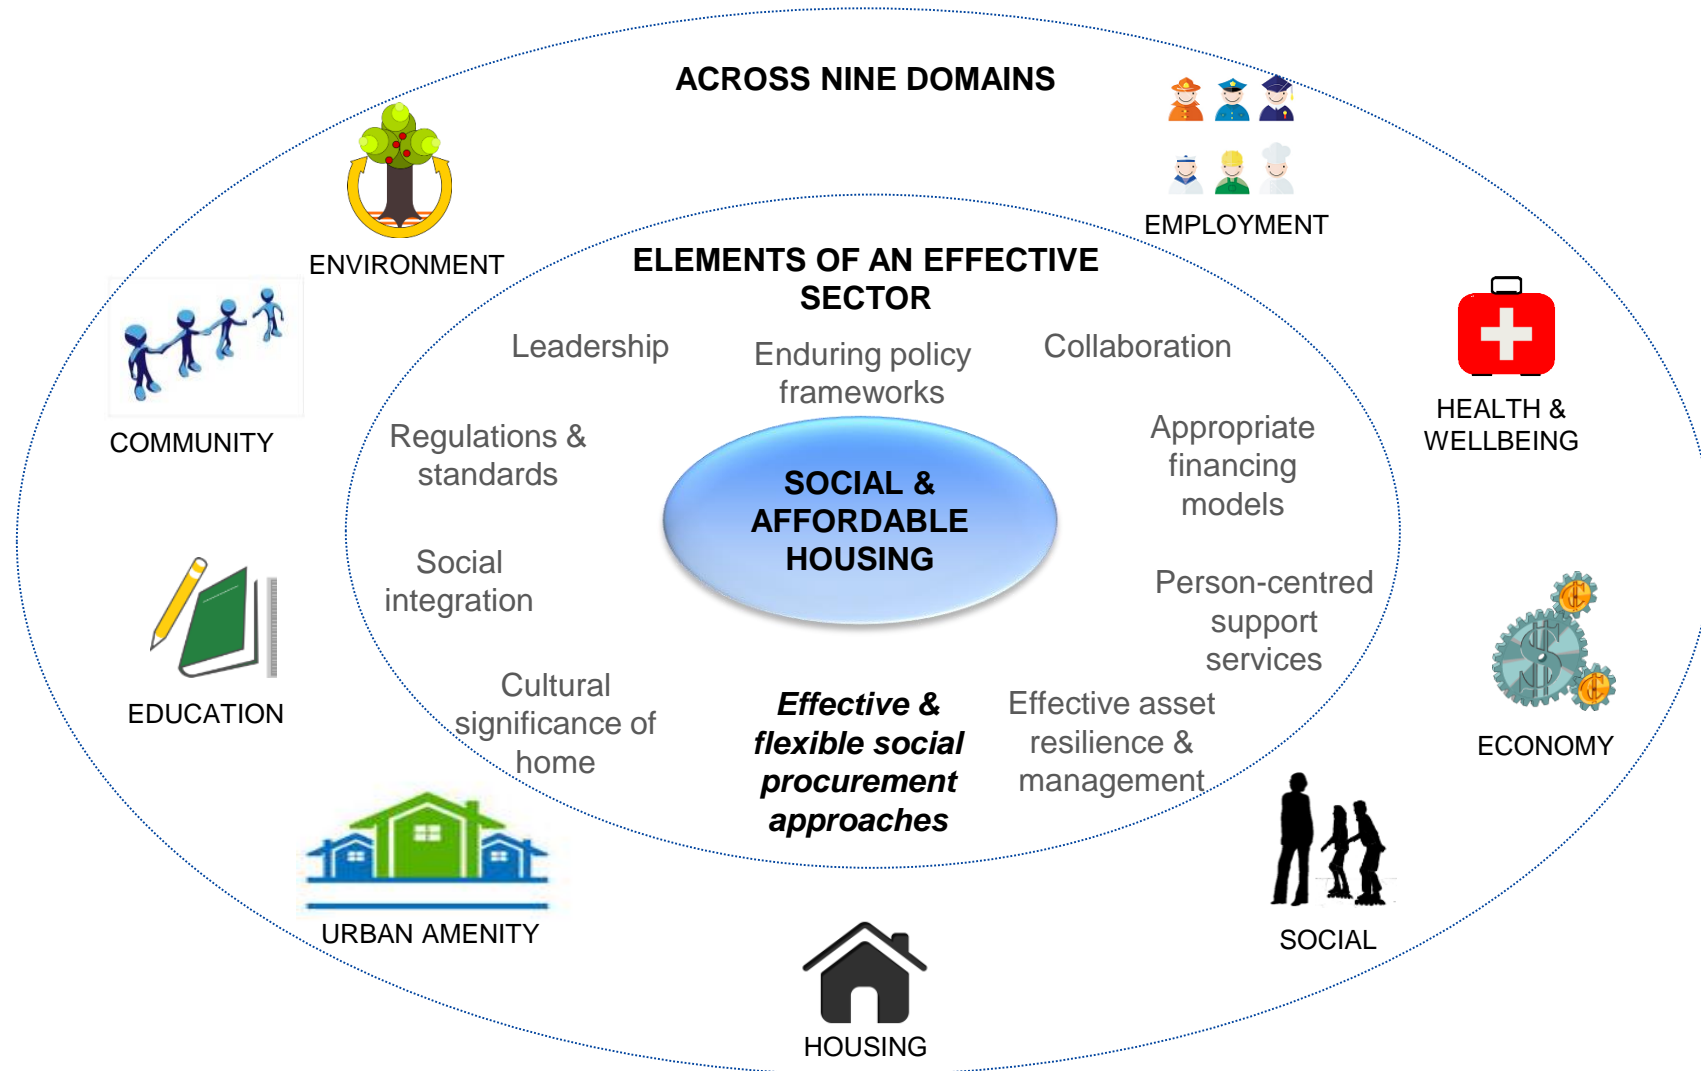 ACROSS NINE DOMAINS
EMPLOYMENT
ENVIRONMENT
ELEMENTS OF AN EFFECTIVE
SECTOR
Leadership
Enduring policy
frameworks
Collaboration
COMMUNITY
HEALTH &
WELLBEING
Regulations &
standards
Appropriate
financing
models
SOCIAL &
AFFORDABLE
HOUSING
Social
integration
Person-centred
support
services
EDUCATION
ECONOMY
Cultural
significance of
home
Effective &
flexible social
procurement
approaches
Effective asset
resilience &
management
URBAN AMENITY
SOCIAL
HOUSING